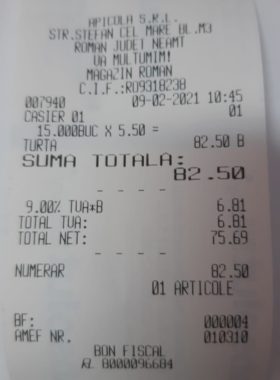 APICOLA S.R.L.
STR.STEFAN CEL MARE BL.M3
ROMAN JUDET NEAMT
VA MULTUMIM!
MAGAZIN ROMAN
C.I.F.:RO9318238
007940 09-02-2021 10:45
CASIER 01 01
15.000BUC X 5.50 =
TURTA 82.50 B
SUMA TOTALA:
82.50
- - - -
9.00% TVA*B 6.81
TOTAL TVA: 6.81
TOTAL NET: 75.69
- - - -
NUMERAR 82.50
01 ARTICOLE
BF: 000004
AMEF NR. 010310
BON FISCAL
8000096684